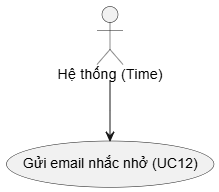 Hệ thống (Time)
Gửi email nhắc nhở (UC12)